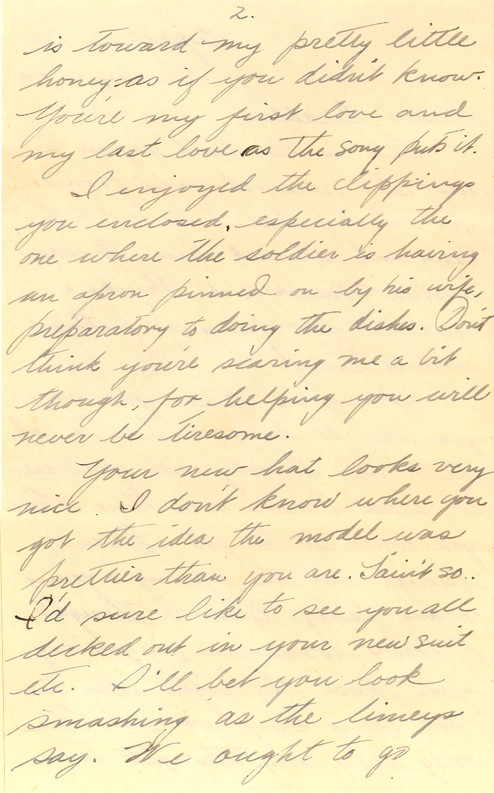 2.
is toward my pretty little
honey-as if you didn't know.
You're my first love and
my last love as the song puts it.
I enjoyed the clippings
you enclosed, especially the
one where the soldier is having
an apron pinned on by his wife,
preparatory to doing the dishes. Don't
think you're scaring me a bit
though, for helping you will
never be tiresome.
Your new hat looks very
nice. I don't know where you
got the idea the model was
prettier than you are. Tain't so..
I'd sure like to see you all
decked out in your new suit
etc. I'll bet you look
smashing as the limeys
say. We ought to go